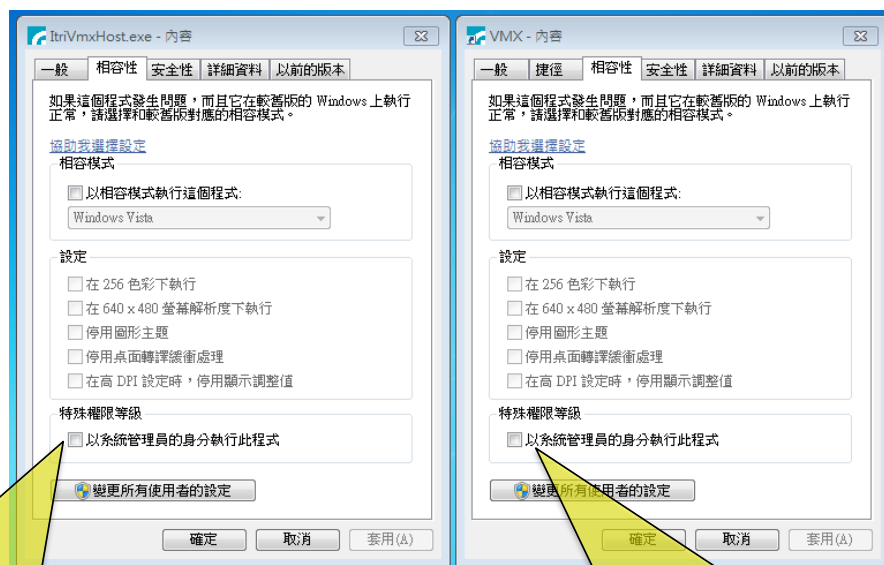 ItriVmxHost.exe - 內容
一般
相容性
安全性
詳細資料
以前的版本
如果這個程式發生問題，而且它在較舊版的 Windows 上執行
正常，請選擇和較舊版對應的相容模式。
協助我選擇設定
相容模式
以相容模式執行這個程式:
Windows Vista
設定
在 256 色彩下執行
在 640 x 480 螢幕解析度下執行
停用圖形主題
停用桌面轉譯緩衝處理
在高 DPI 設定時，停用顯示調整值
特殊權限等級
以系統管理員的身分執行此程式
變更所有使用者的設定
確定
取消
套用(A)
VMX - 內容
一般
捷徑
相容性
安全性
詳細資料
以前的版本
如果這個程式發生問題，而且它在較舊版的 Windows 上執行
正常，請選擇和較舊版對應的相容模式。
協助我選擇設定
相容模式
以相容模式執行這個程式:
Windows Vista
設定
在 256 色彩下執行
在 640 x 480 螢幕解析度下執行
停用圖形主題
停用桌面轉譯緩衝處理
在高 DPI 設定時，停用顯示調整值
特殊權限等級
以系統管理員的身分執行此程式
變更所有使用者的設定
確定
取消
套用(A)